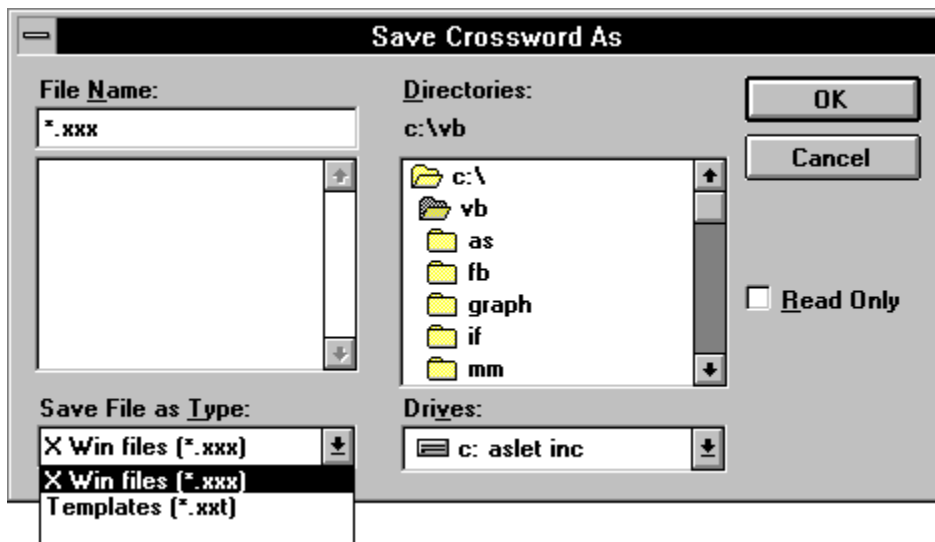 Save Crossword As
File Name:
*.xxx
Directories:
c:\vb
c:\
vb
as
fb
graph
if
mm
OK
Cancel
Read Only
Save File as Type:
X Win files (*.xxx)
X Win files (*.xxx)
Templates (*.xxt)
Drives:
c: aslet inc